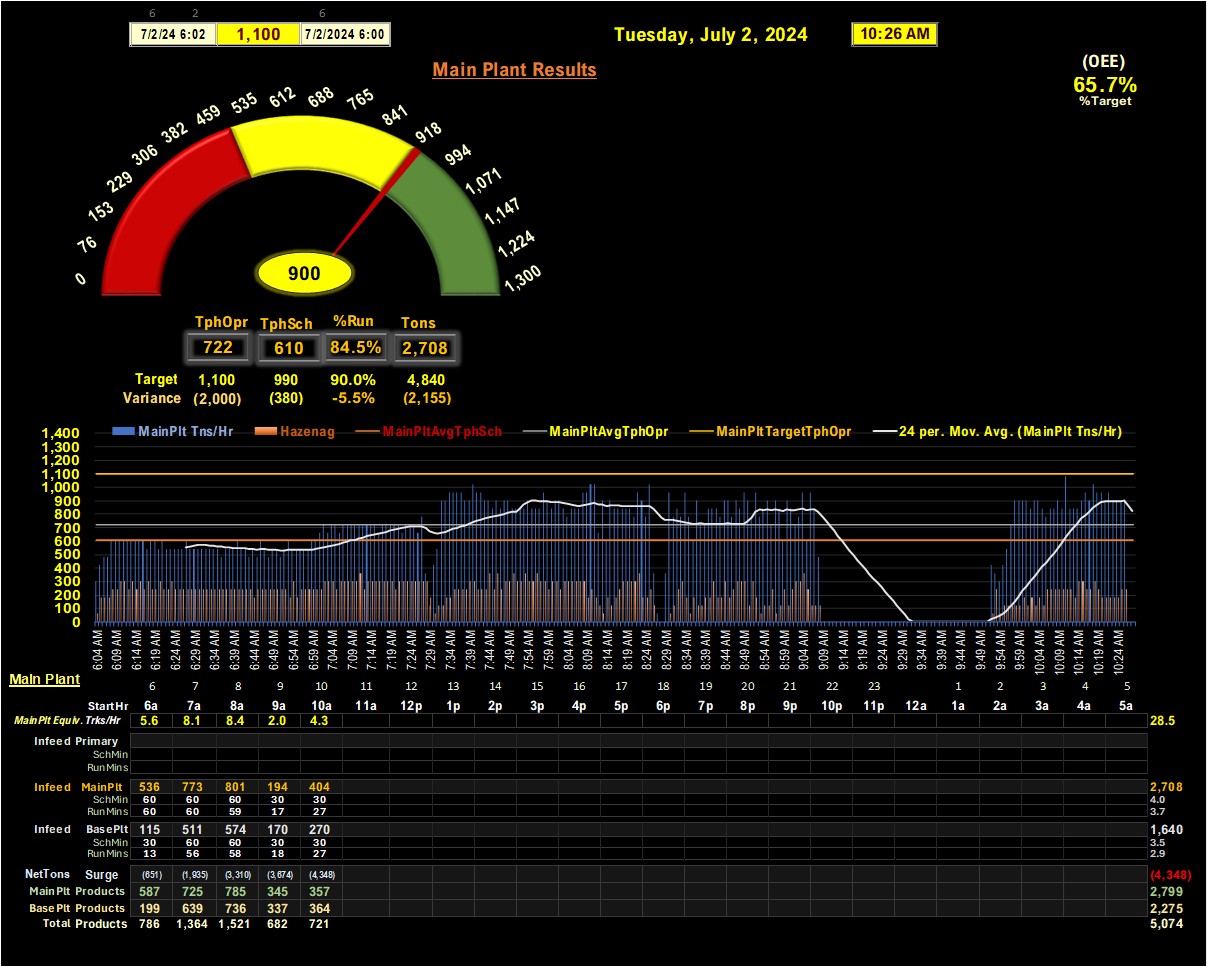 6 2 6
7/2/24 6:02 1,100 7/2/2024 6:00
Tuesday, July 2, 2024
10:26 AM
Main Plant Results
(OEE)
65.7%
%Target
0
76
153
229
306
382
459
535
612
688
765
841
918
994
1,071
1,147
1,224
1,300
900
TphOpr TphSch %Run Tons
722 610 84.5% 2,708
Target 1,100 990 90.0% 4,840
Variance (2,000) (380) -5.5% (2,155)
MainPlt Tns/Hr Hazenag MainPltAvgTphSch MainPltAvgTphOpr MainPltTargetTphOpr 24 per. Mov. Avg. (MainPlt Tns/Hr)
1,400
1,300
1,200
1,100
1,000
900
800
700
600
500
400
300
200
100
0
6:04 AM
6:09 AM
6:14 AM
6:19 AM
6:24 AM
6:29 AM
6:34 AM
6:39 AM
6:44 AM
6:49 AM
6:54 AM
6:59 AM
7:04 AM
7:09 AM
7:14 AM
7:19 AM
7:24 AM
7:29 AM
7:34 AM
7:39 AM
7:44 AM
7:49 AM
7:54 AM
7:59 AM
8:04 AM
8:09 AM
8:14 AM
8:19 AM
8:24 AM
8:29 AM
8:34 AM
8:39 AM
8:44 AM
8:49 AM
8:54 AM
8:59 AM
9:04 AM
9:09 AM
9:14 AM
9:19 AM
9:24 AM
9:29 AM
9:34 AM
9:39 AM
9:44 AM
9:49 AM
9:54 AM
9:59 AM
10:04 AM
10:09 AM
10:14 AM
10:19 AM
10:24 AM
Main Plant
6 7 8 9 10 11 12 13 14 15 16 17 18 19 20 21 22 23 1 2 3 4 5
StartHr 6a 7a 8a 9a 10a 11a 12p 1p 2p 3p 4p 5p 6p 7p 8p 9p 10p 11p 12a 1a 2a 3a 4a 5a
MainPlt Equiv. Trks/Hr 5.6 8.1 8.4 2.0 4.3 28.5
Infeed Primary
SchMin
RunMins
Infeed MainPlt 536 773 801 194 404 2,708
SchMin 60 60 60 30 30 4.0
RunMins 60 60 59 17 27 3.7
Infeed BasePlt 115 511 574 170 270 1,640
SchMin 30 60 60 30 30 3.5
RunMins 13 56 58 18 27 2.9
NetTons Surge (651) (1,935) (3,310) (3,674) (4,348) (4,348)
MainPlt Products 587 725 785 345 357 2,799
BasePlt Products 199 639 736 337 364 2,275
Total Products 786 1,364 1,521 682 721 5,074